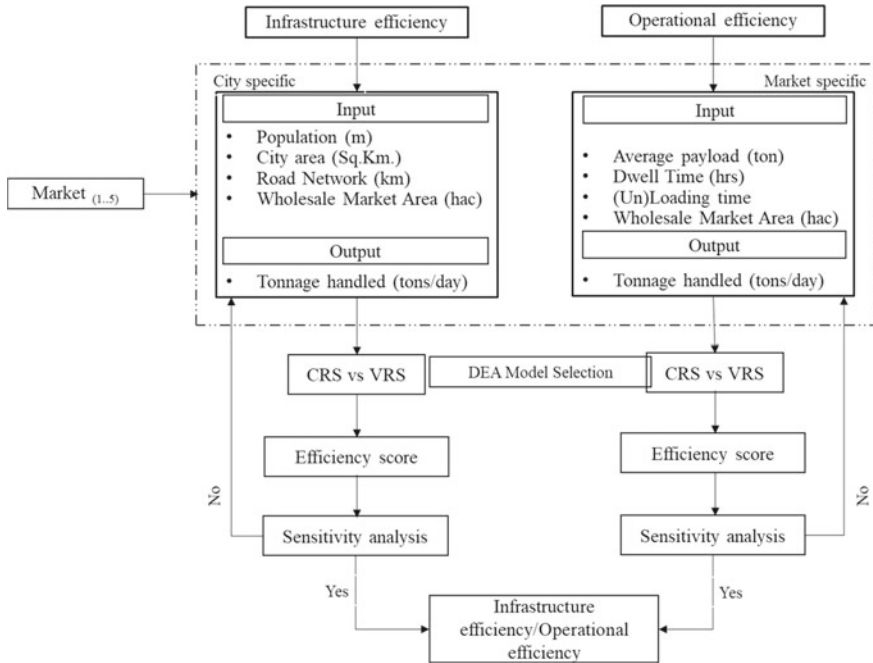 Infrastructure efficiency
Operational efficiency
City specific
Market specific
Input
• Population (m)
• City area (Sq.Km.)
• Road Network (km)
• Wholesale Market Area (hac)
Output
• Tonnage handled (tons/day)
Input
• Average payload (ton)
• Dwell Time (hrs)
• (Un)Loading time
• Wholesale Market Area (hac)
Output
• Tonnage handled (tons/day)
Market (1..5)
CRS vs VRS
DEA Model Selection
CRS vs VRS
Efficiency score
Efficiency score
No
No
Sensitivity analysis
Sensitivity analysis
Yes
Yes
Infrastructure
efficiency/Operational
efficiency